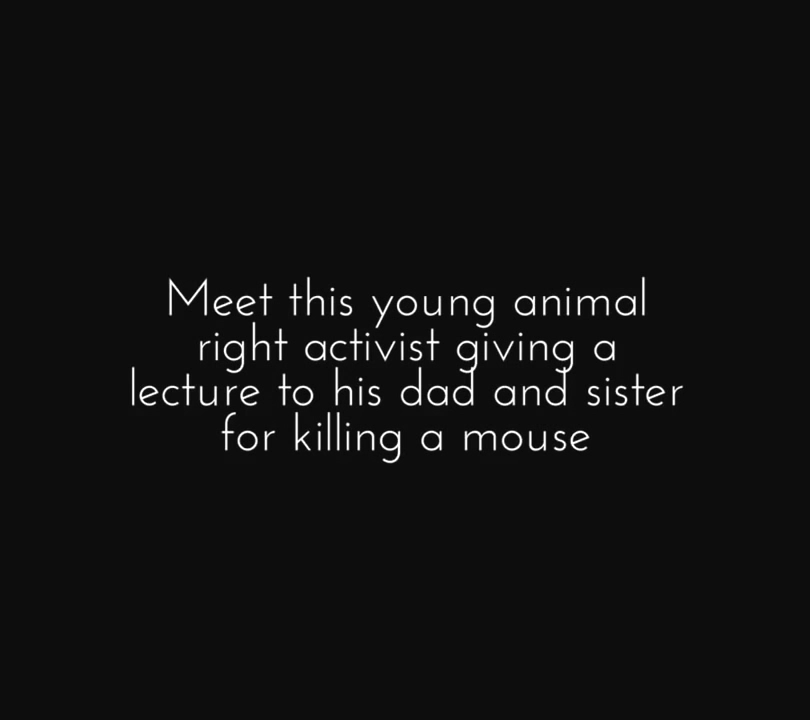 Meet this young animal
right activist giving a
lecture to his dad and sister
for killing a mouse